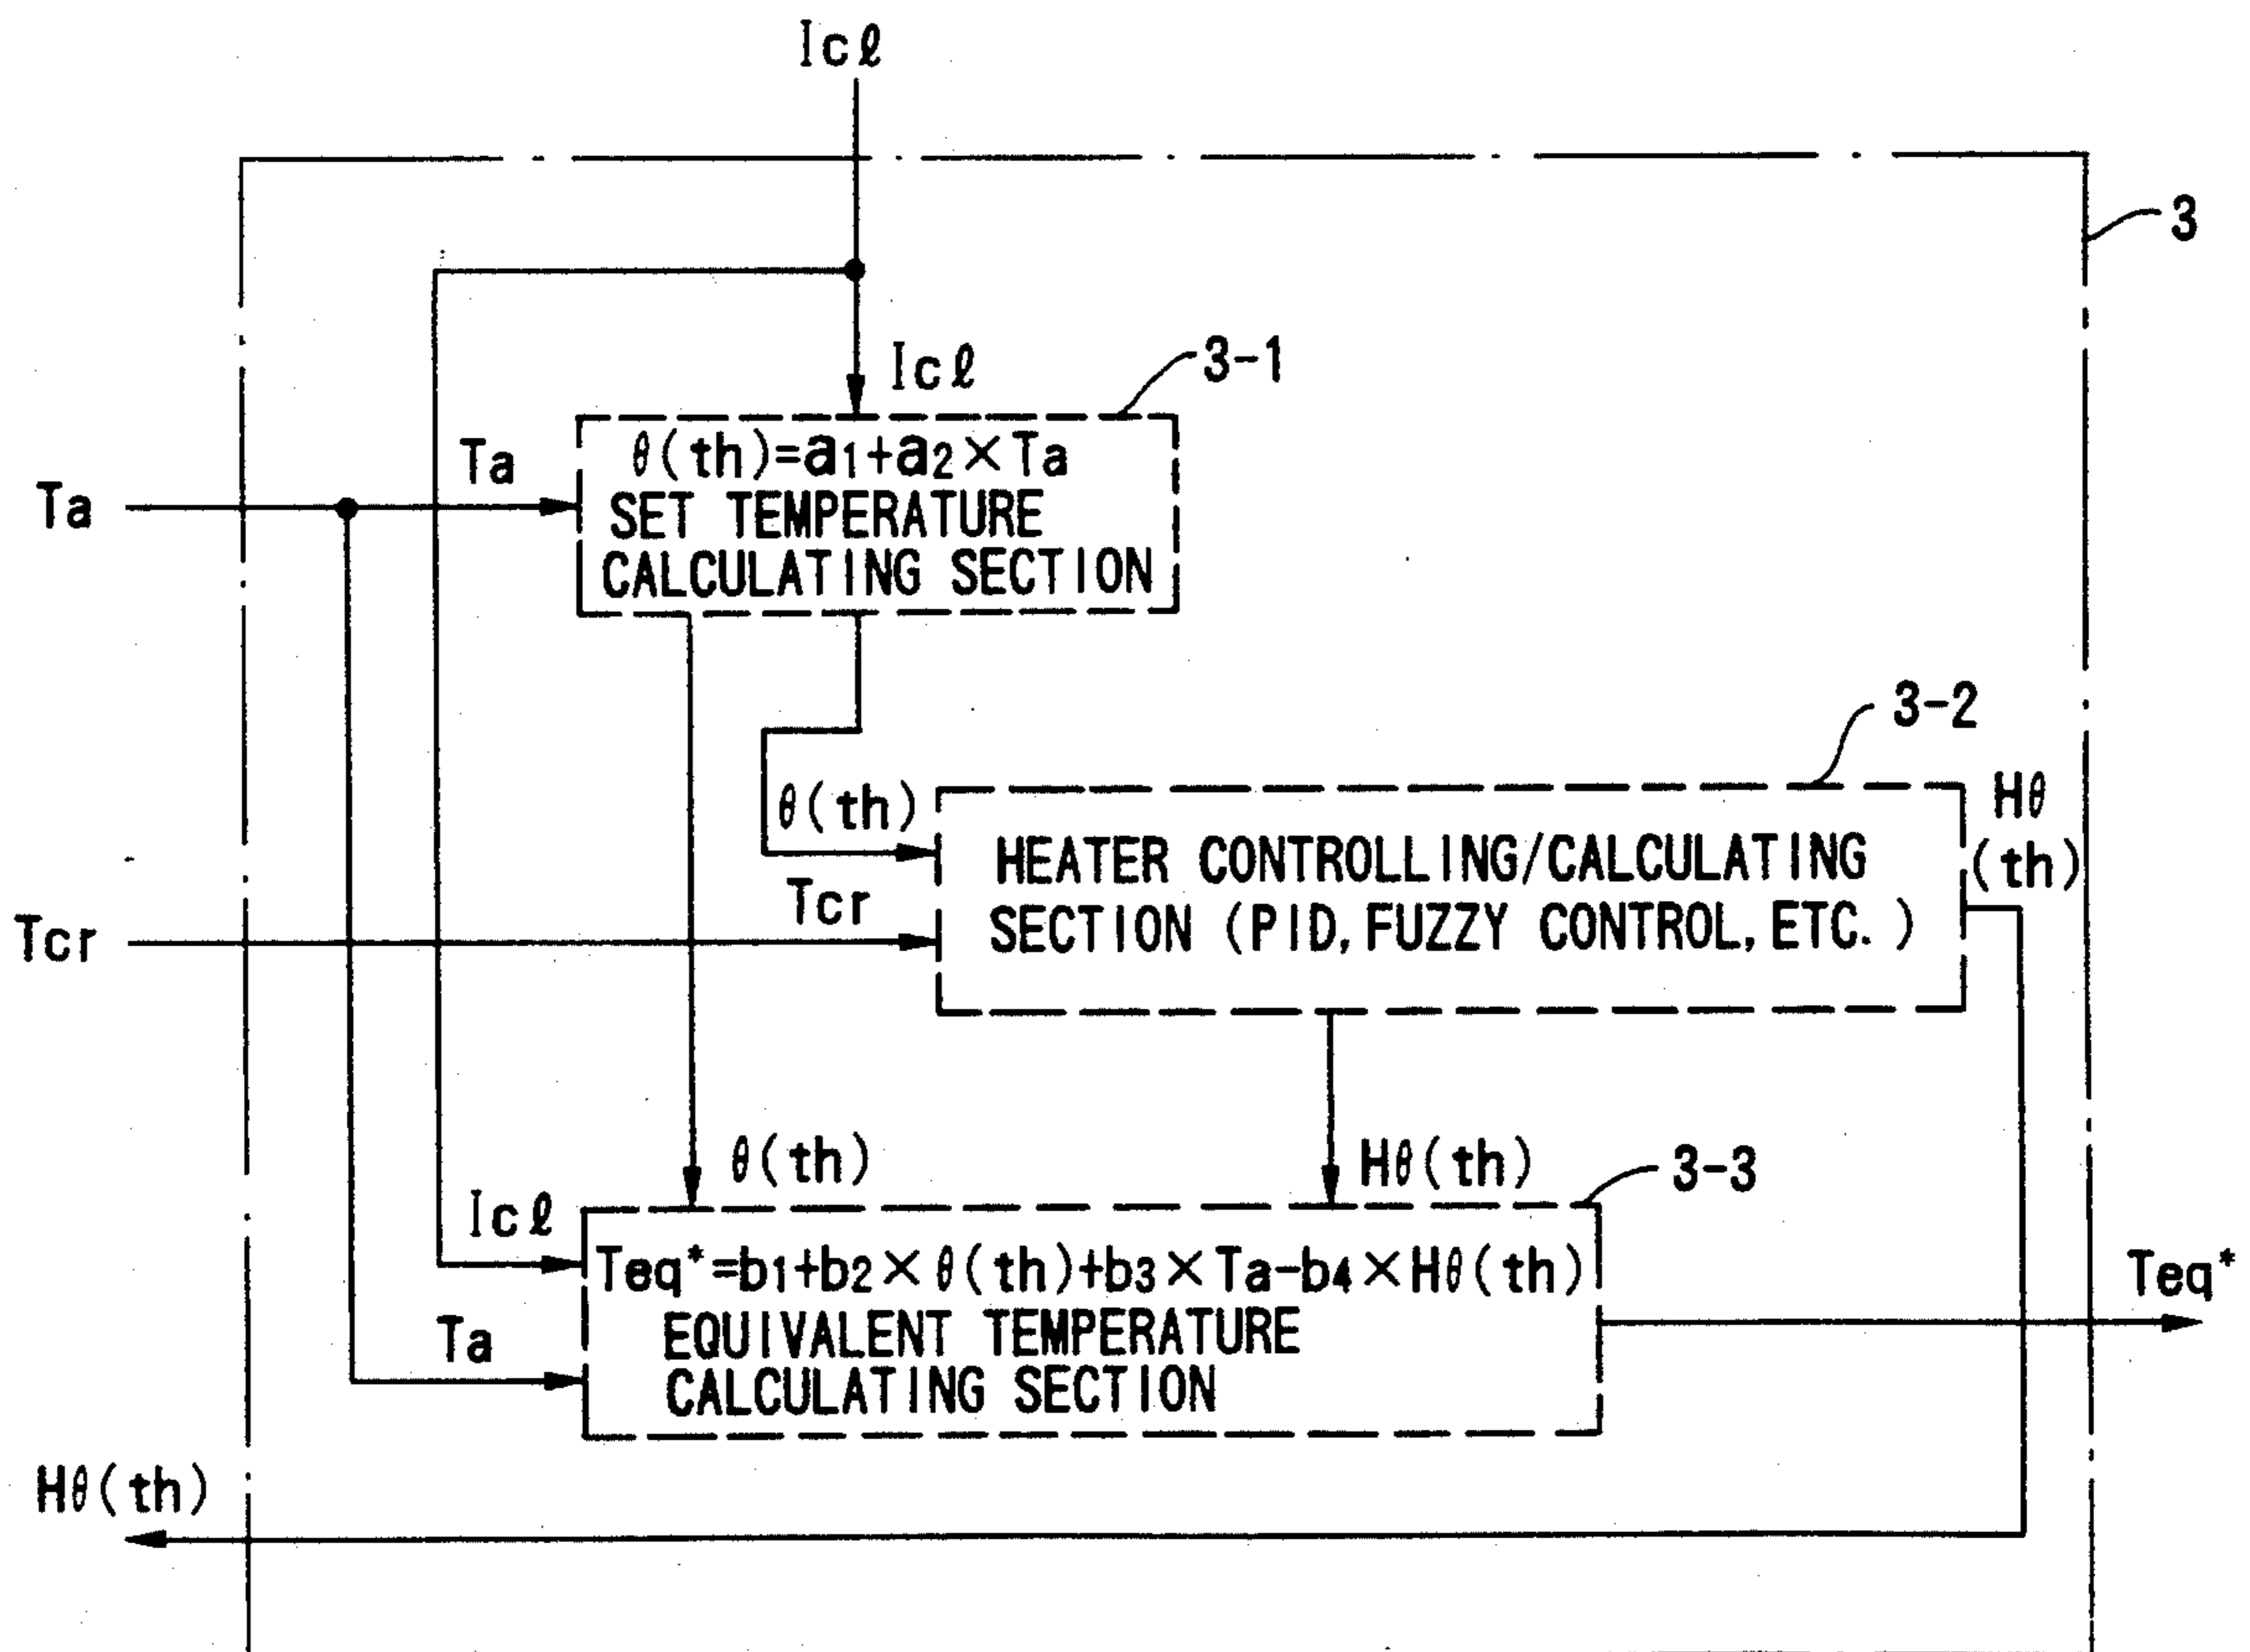 Icℓ
3
Icℓ
3-1
Ta
Ta
θ(th)=a1+a2×Ta
SET TEMPERATURE
CALCULATING SECTION
3-2
Hθ
(th)
θ(th)
Tcr
Tcr
HEATER CONTROLLING/CALCULATING
SECTION (PID, FUZZY CONTROL, ETC.)
θ(th)
Hθ(th)
3-3
Icℓ
Ta
Teq*=b1+b2×θ(th)+b3×Ta-b4×Hθ(th)
EQUIVALENT TEMPERATURE
CALCULATING SECTION
Teq*
Hθ(th)